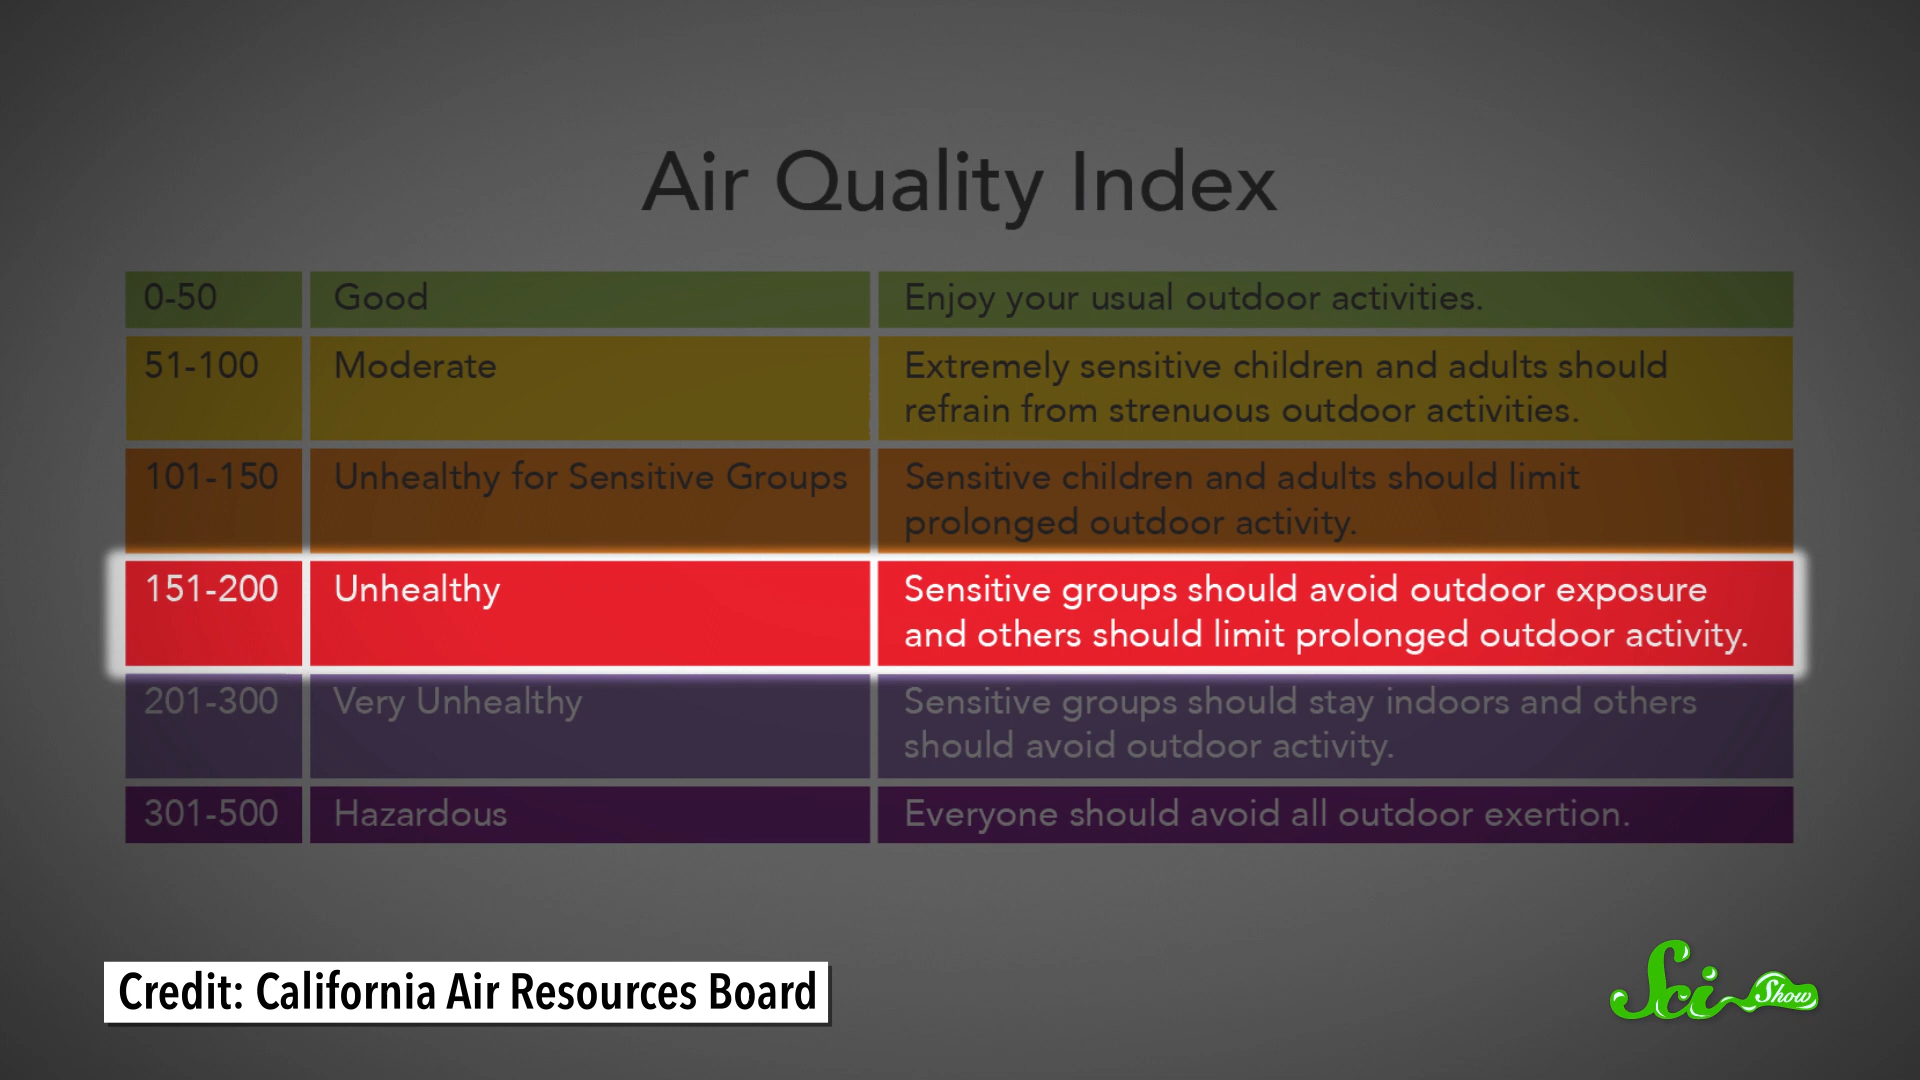 Air Quality Index
0-50 Good Enjoy your usual outdoor activities.
51-100 Moderate Extremely sensitive children and adults should
refrain from strenuous outdoor activities.
101-150 Unhealthy for Sensitive Groups Sensitive children and adults should limit
prolonged outdoor activity.
151-200 Unhealthy Sensitive groups should avoid outdoor exposure
and others should limit prolonged outdoor activity.
201-300 Very Unhealthy Sensitive groups should stay indoors and others
should avoid outdoor activity.
301-500 Hazardous Everyone should avoid all outdoor exertion.
Credit: California Air Resources Board
Sci Show